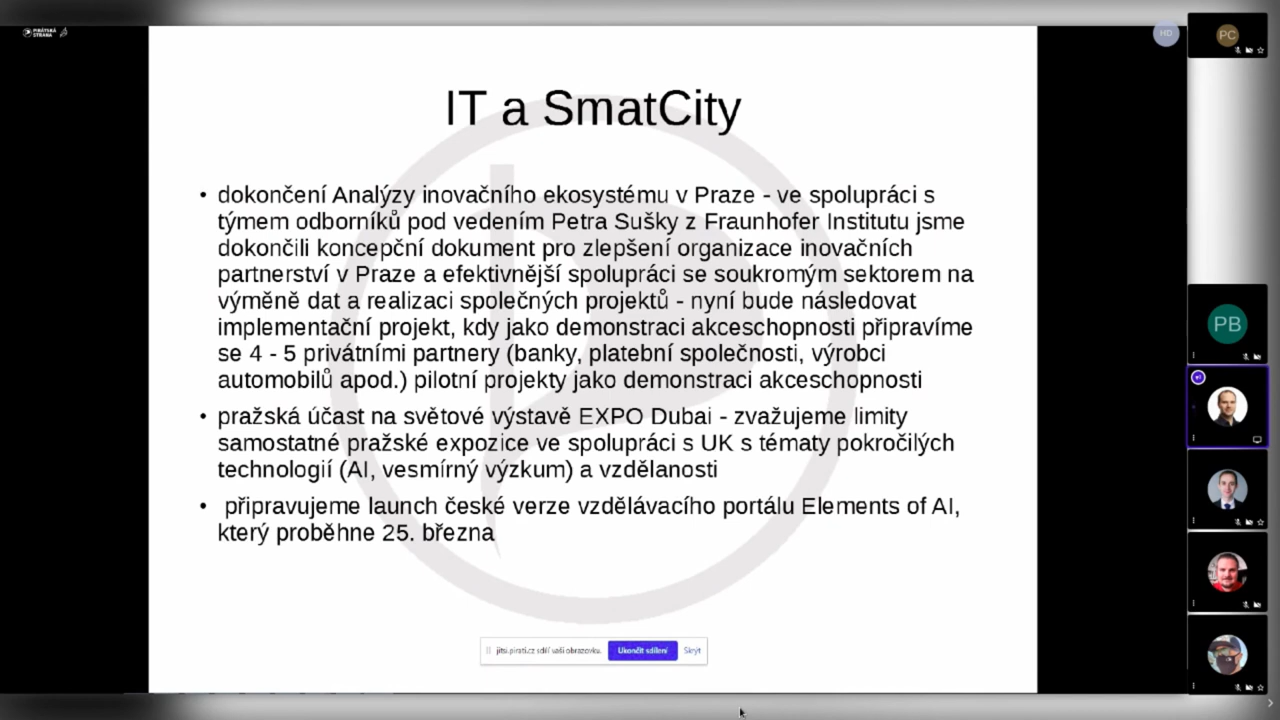 PIRÁTSKÁ
STRANA
HD
PC
IT a SmatCity
• dokončení Analýzy inovačního ekosystému v Praze - ve spolupráci s
týmem odborníků pod vedením Petra Sušky z Fraunhofer Institutu jsme
dokončili koncepční dokument pro zlepšení organizace inovačních
partnerství v Praze a efektivnější spolupráci se soukromým sektorem na
výměně dat a realizaci společných projektů - nyní bude následovat
implementační projekt, kdy jako demonstraci akceschopnosti připravíme
se 4 - 5 privátními partnery (banky, platební společnosti, výrobci
automobilů apod.) pilotní projekty jako demonstraci akceschopnosti
• pražská účast na světové výstavě EXPO Dubai - zvažujeme limity
samostatné pražské expozice ve spolupráci s UK s tématy pokročilých
technologií (AI, vesmírný výzkum) a vzdělanosti
• připravujeme launch české verze vzdělávacího portálu Elements of AI,
který proběhne 25. března
PB
jitsi.pirati.cz sdílí vaši obrazovku. Ukončit sdílení Skrýt